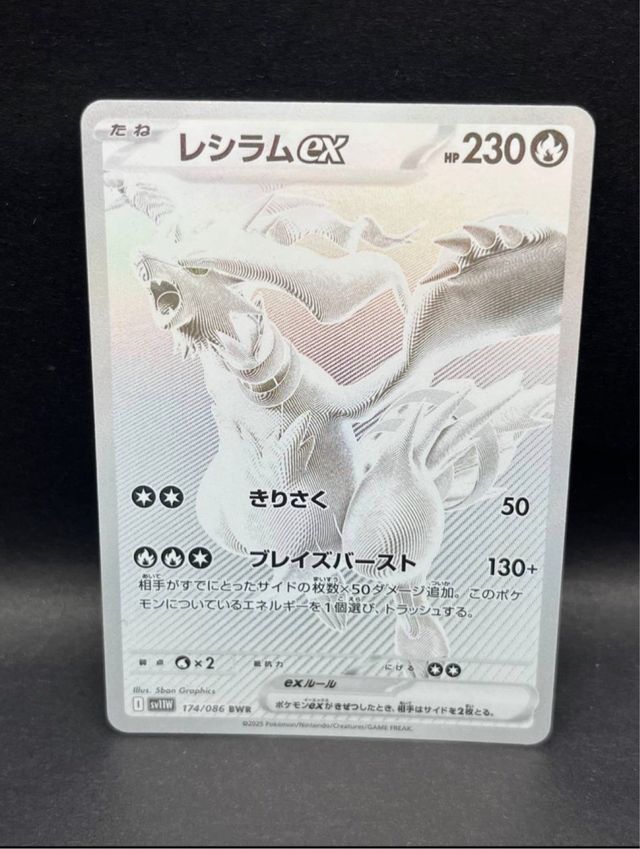 たね レシラムex HP 230
きりさく 50
ブレイズバースト 130+
相手がすでにとったサイドの枚数×50ダメージ追加。このポケ
モンについているエネルギーを1個選び、トラッシュする。
弱点 ×2 抵抗力 にげる
exルール
ポケモンexがきぜつしたとき、相手はサイドを2枚とる。
Illus. 5ban Graphics
I sv11W 174/086 BWR
©2025 Pokémon/Nintendo/Creatures/GAME FREAK.